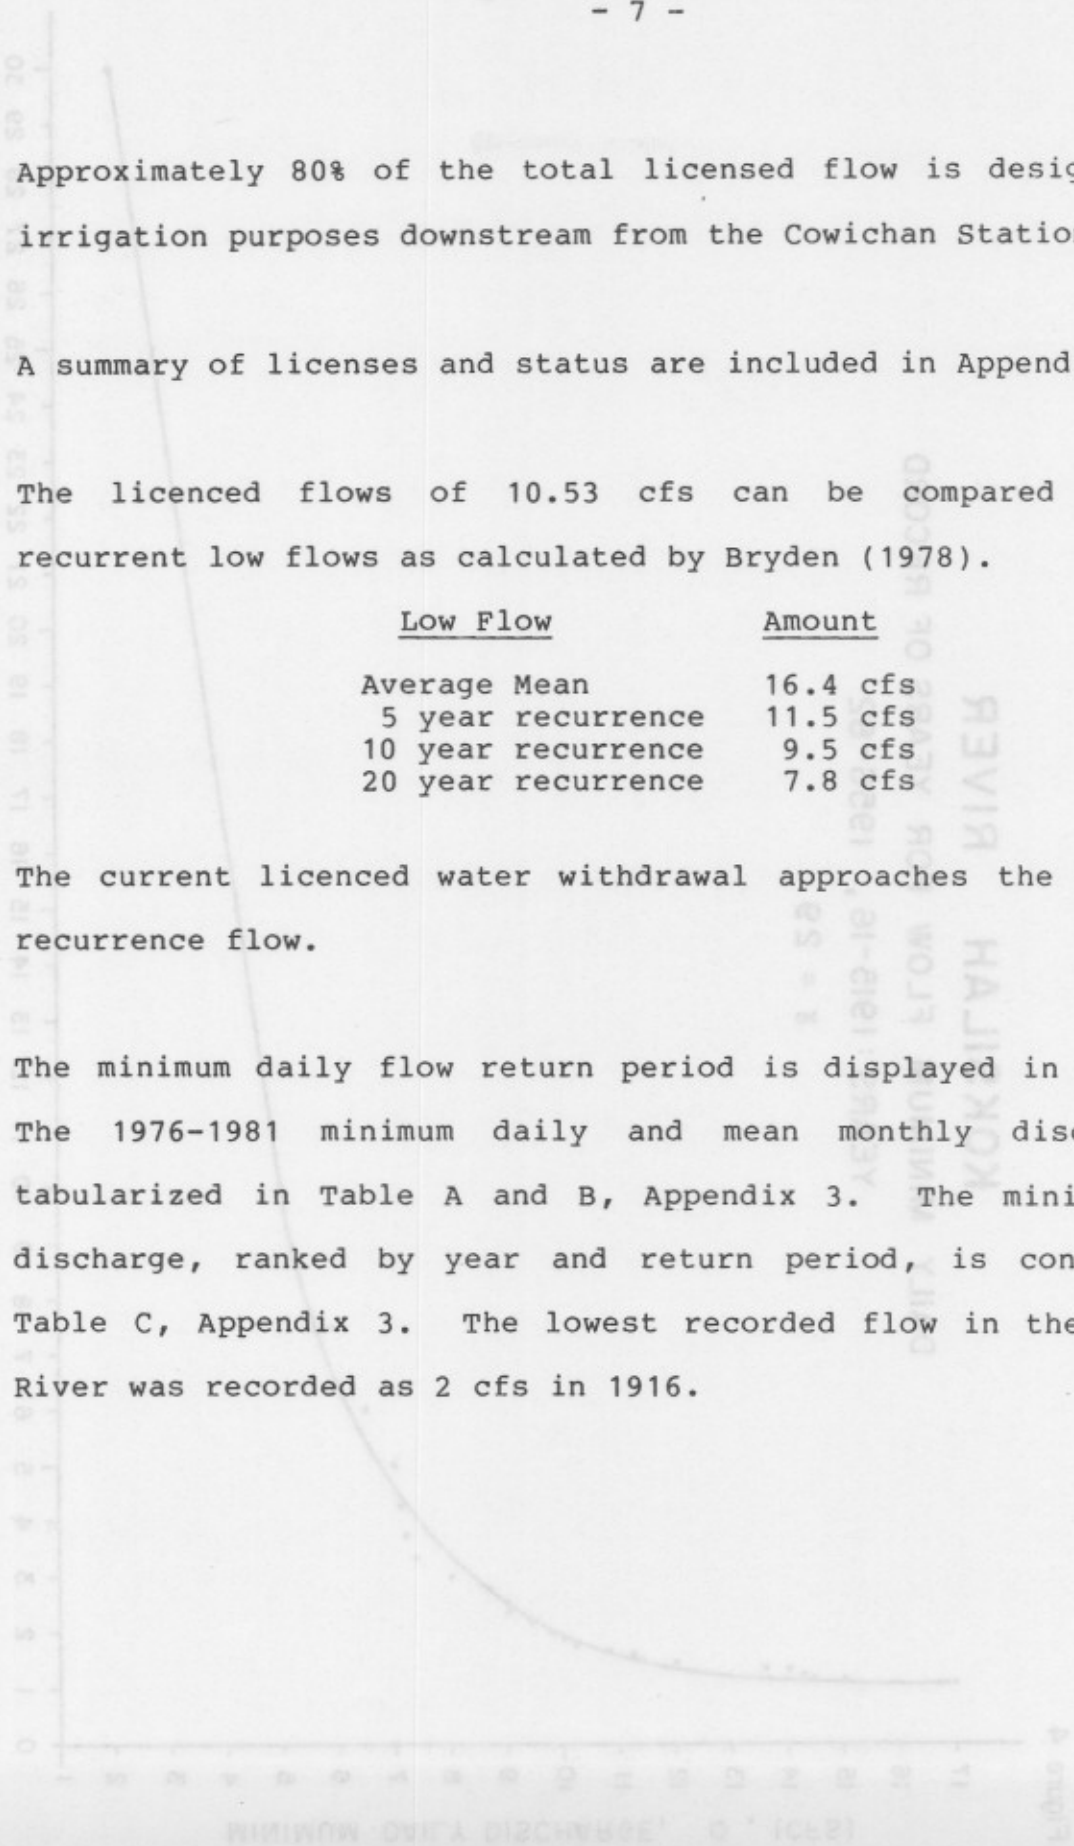 - 7 -
Approximately 80% of the total licensed flow is desig
irrigation purposes downstream from the Cowichan Statio
A summary of licenses and status are included in Append
The licenced flows of 10.53 cfs can be compared
recurrent low flows as calculated by Bryden (1978).
Low Flow Amount
Average Mean 16.4 cfs
5 year recurrence 11.5 cfs
10 year recurrence 9.5 cfs
20 year recurrence 7.8 cfs
The current licenced water withdrawal approaches the
recurrence flow.
The minimum daily flow return period is displayed in
The 1976-1981 minimum daily and mean monthly disc
tabularized in Table A and B, Appendix 3. The mini
discharge, ranked by year and return period, is con
Table C, Appendix 3. The lowest recorded flow in the
River was recorded as 2 cfs in 1916.